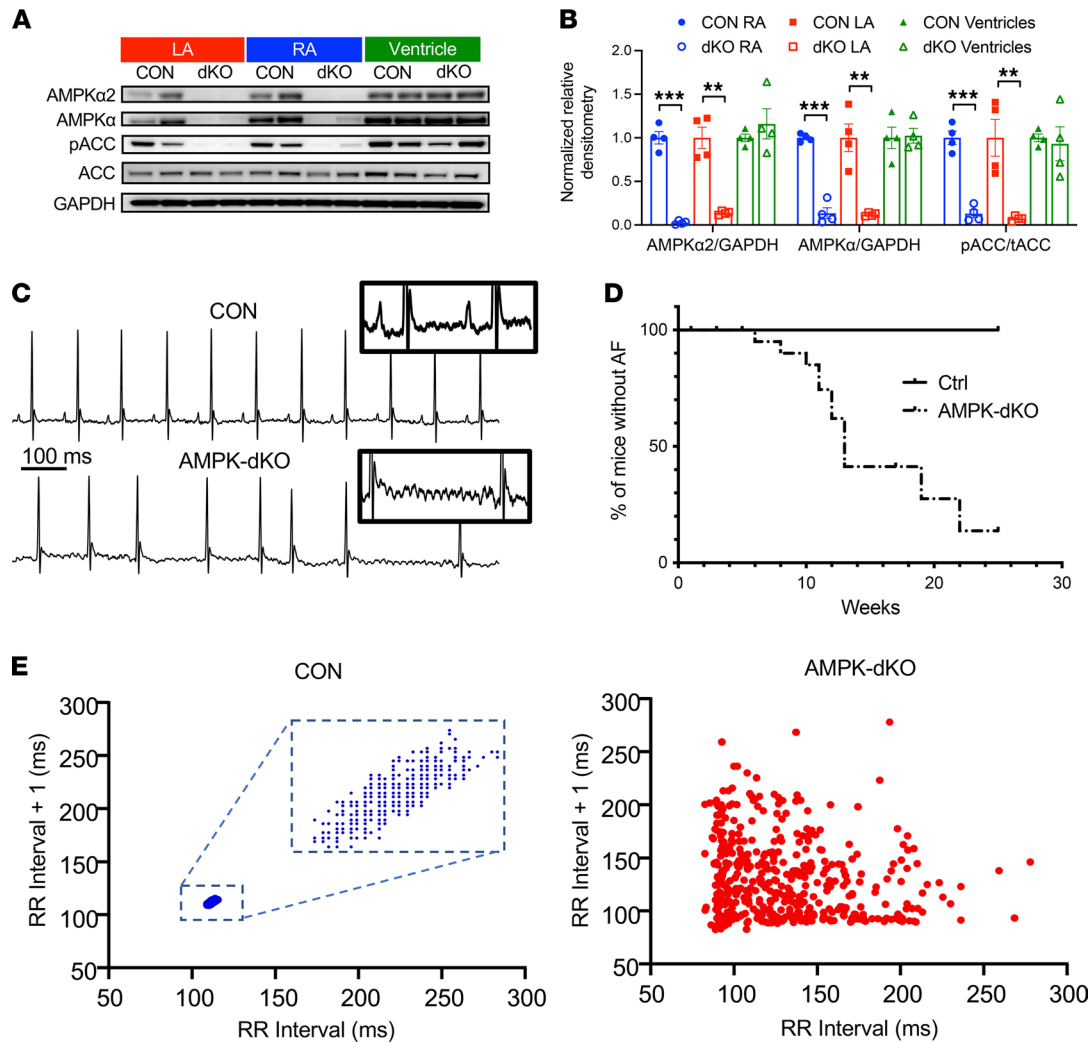 A
LA RA Ventricle
CON dKO CON dKO CON dKO
AMPKα2
AMPKα
pACC
ACC
GAPDH
B
CON RA CON LA CON Ventricles
dKO RA dKO LA dKO Ventricles
Normalized relative
densitometry
2.0
1.5
1.0
0.5
0.0
*** ** *** ** *** **
AMPKα2/GAPDH AMPKα/GAPDH pACC/tACC
C
CON
100 ms
AMPK-dKO
D
% of mice without AF
100
50
0
Ctrl
AMPK-dKO
0 10 20 30
Weeks
E
CON
RR Interval + 1 (ms)
300
250
200
150
100
50
50 100 150 200 250 300
RR Interval (ms)
AMPK-dKO
RR Interval + 1 (ms)
300
250
200
150
100
50
50 100 150 200 250 300
RR Interval (ms)